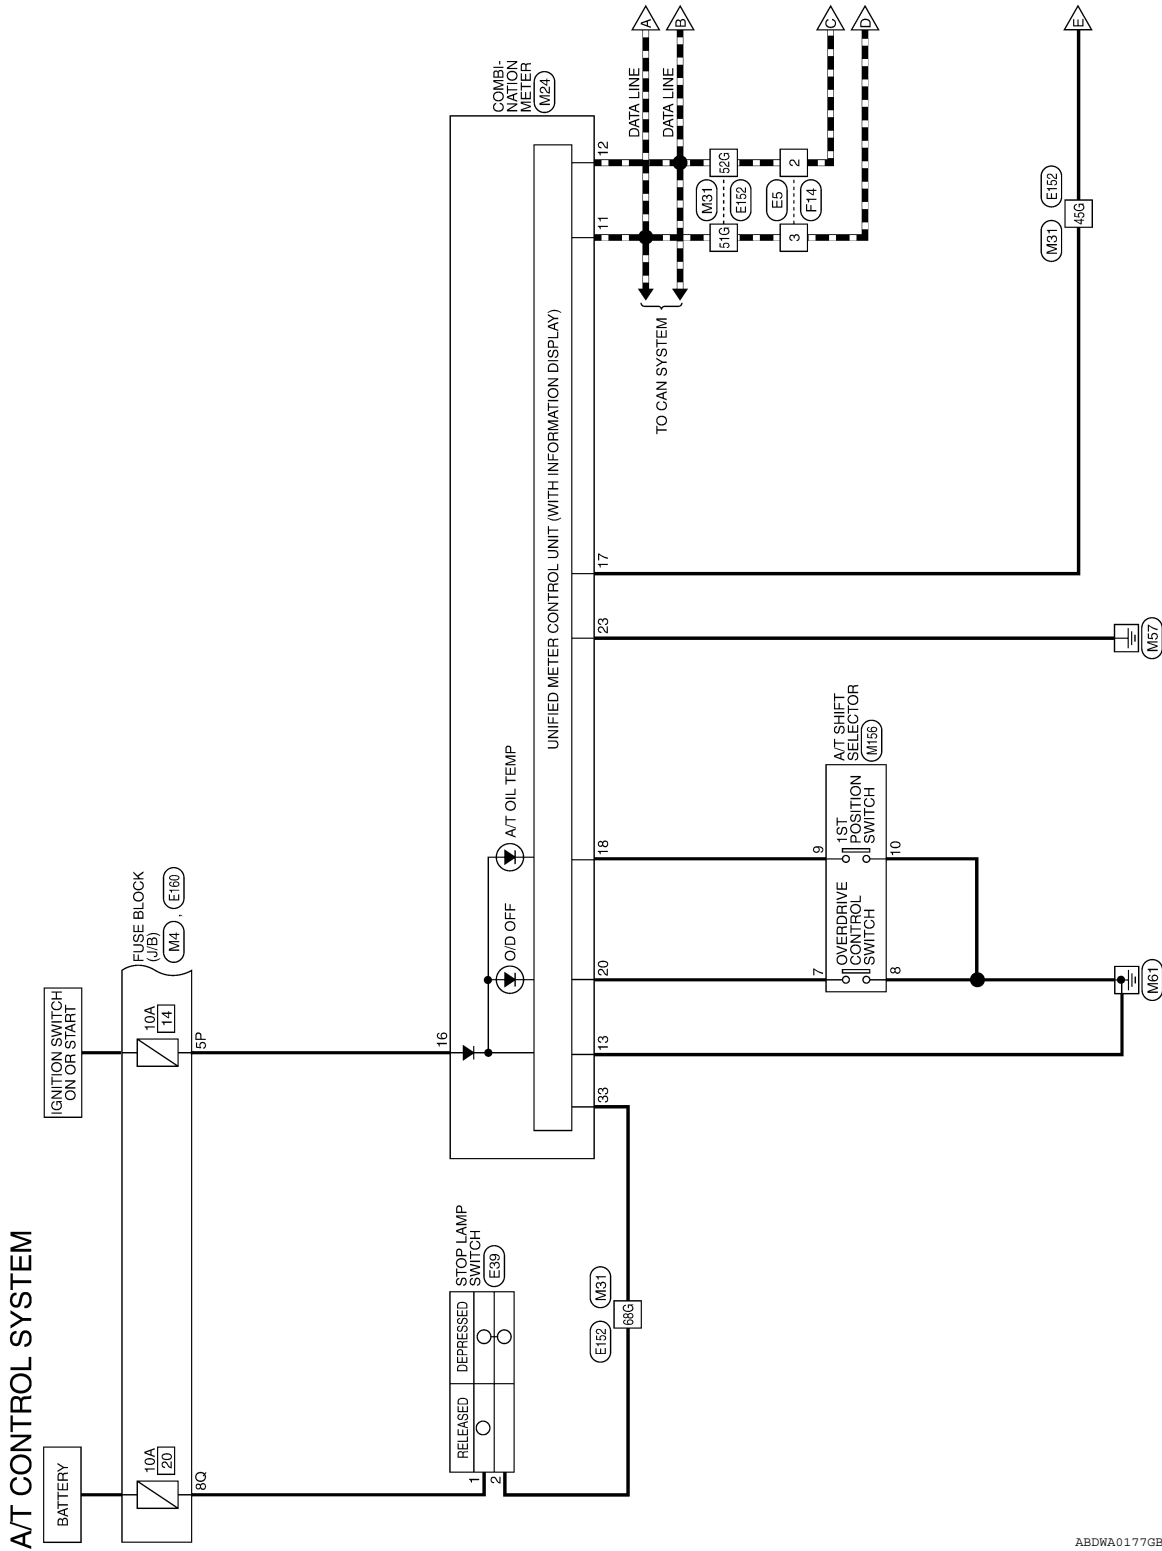 A/T CONTROL SYSTEM
BATTERY
IGNITION SWITCH
ON OR START
10A
20
8Q
10A
14
5P
FUSE BLOCK
(J/B)
M4 , E160
STOP LAMP
SWITCH
E39
RELEASED
DEPRESSED
1
2
16
O/D OFF
A/T OIL TEMP
COMBI-
NATION
METER
M24
UNIFIED METER CONTROL UNIT (WITH INFORMATION DISPLAY)
33
13
20
18
23
17
11
12
E152
M31
68G
DATA LINE
A
DATA LINE
B
TO CAN SYSTEM
51G
M31
E152
52G
3
E5
F14
2
C
D
7
OVERDRIVE
CONTROL
SWITCH
8
9
1ST
POSITION
SWITCH
10
A/T SHIFT
SELECTOR
M156
M31
E152
45G
E
M61
M57
ABDWA0177GB